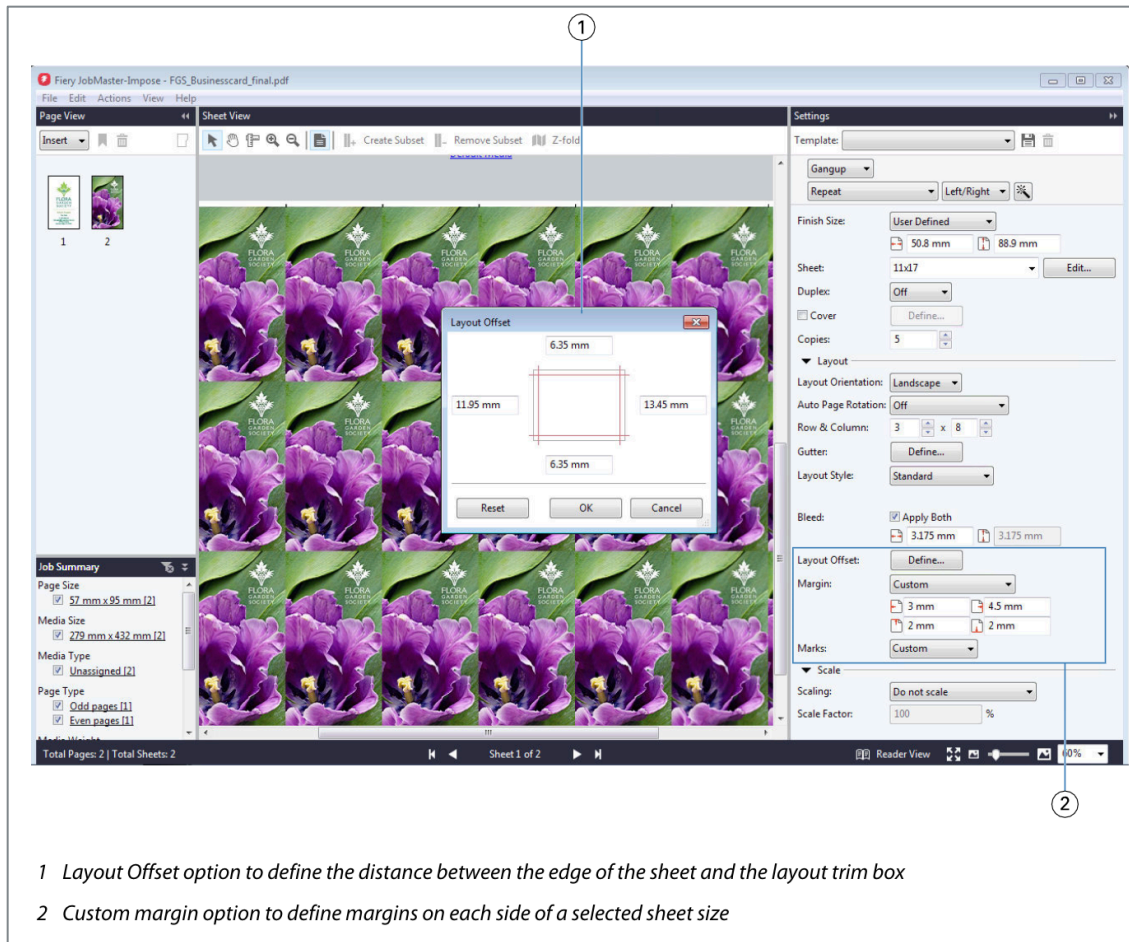 1
Fiery JobMaster-Impose - FGS_Businesscard_final.pdf
File Edit Actions View Help
Page View
Sheet View
Settings
Insert
Create Subset
Remove Subset
Z-fold
Template:
Default Media
Gangup
Repeat
Left/Right
1 2
Finish Size: User Defined
50.8 mm 88.9 mm
Sheet: 11x17 Edit...
Duplex: Off
Cover Define...
Copies: 5
Layout
Layout Orientation: Landscape
Auto Page Rotation: Off
Row & Column: 3 x 8
Gutter: Define...
Layout Style: Standard
Bleed: Apply Both
3.175 mm 3.175 mm
Layout Offset: Define...
Margin: Custom
3 mm 4.5 mm
2 mm 2 mm
Marks: Custom
Scale
Scaling: Do not scale
Scale Factor: 100 %
FLORA
GARDEN
SOCIETY
Layout Offset
6.35 mm
11.95 mm 13.45 mm
6.35 mm
Reset OK Cancel
Job Summary
Page Size
57 mm x 95 mm [2]
Media Size
279 mm x 432 mm [2]
Media Type
Unassigned [2]
Page Type
Odd pages [1]
Even pages [1]
Media Weight
Total Pages: 2 | Total Sheets: 2
Sheet 1 of 2
Reader View
60%
2
1 Layout Offset option to define the distance between the edge of the sheet and the layout trim box
2 Custom margin option to define margins on each side of a selected sheet size